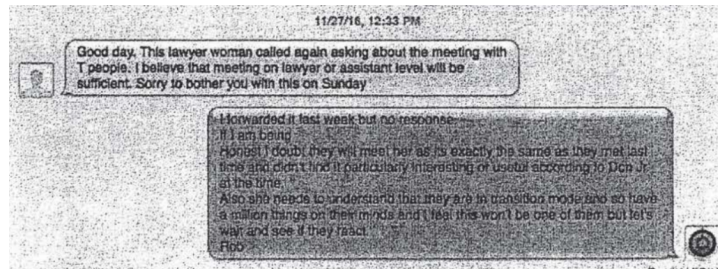 11/27/16, 12:33 PM
Good day. This lawyer woman called again asking about the meeting with
T people. I believe that meeting on lawyer or assistant level will be
sufficient. Sorry to bother you with this on Sunday
I forwarded it last week but no response
If I am being
Honest I doubt they will meet her as its exactly the same as they met last
time and didn't find it particularly interesting or useful according to Don Jr
at the time.
Also she needs to understand that they are in transition mode and so have
a million things on their minds and I feel this won't be one of them but let's
wait and see if they react
Rob